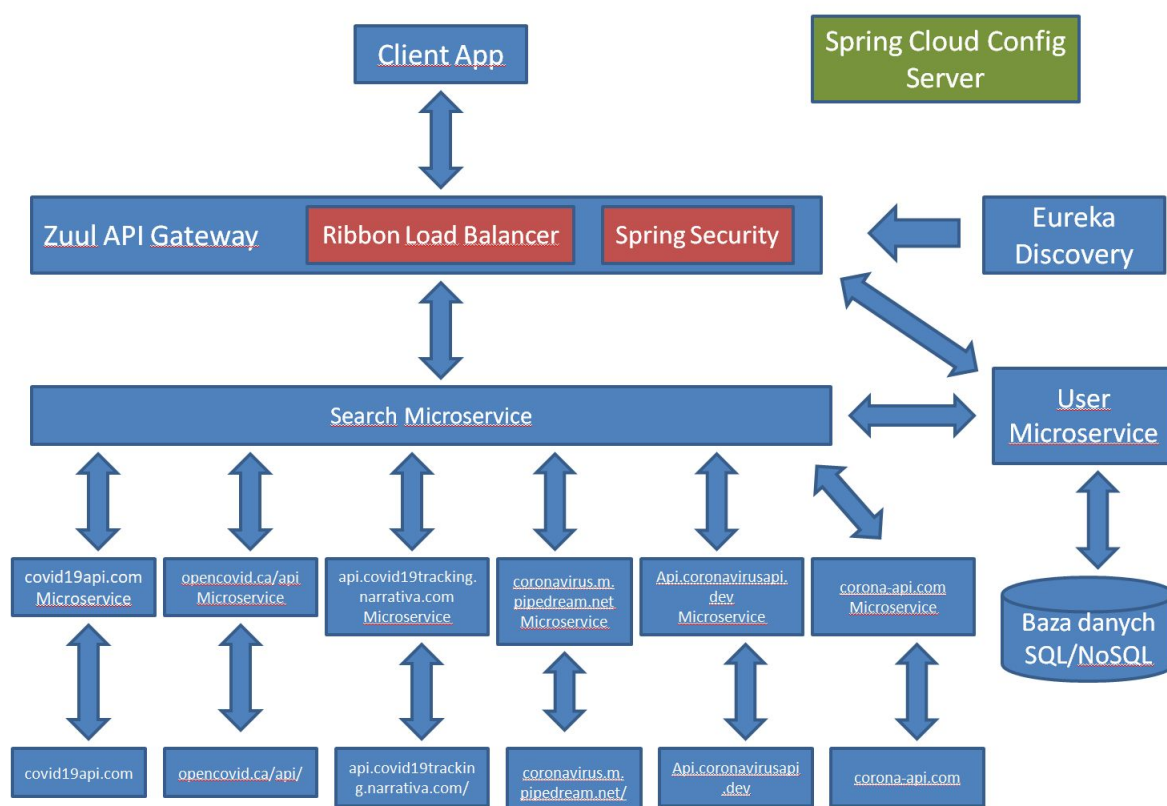 Client App
Spring Cloud Config
Server
Zuul API Gateway
Ribbon Load Balancer
Spring Security
Eureka
Discovery
Search Microservice
User
Microservice
covid19api.com
Microservice
opencovid.ca/api
Microservice
api.covid19tracking.
narrativa.com
Microservice
coronavirus.m.
pipedream.net
Microservice
Api.coronavirusapi.
dev
Microservice
corona-api.com
Microservice
Baza danych
SQL/NoSQL
covid19api.com
opencovid.ca/api/
api.covid19trackin
g.narrativa.com/
coronavirus.m.
pipedream.net/
Api.coronavirusapi
.dev
corona-api.com